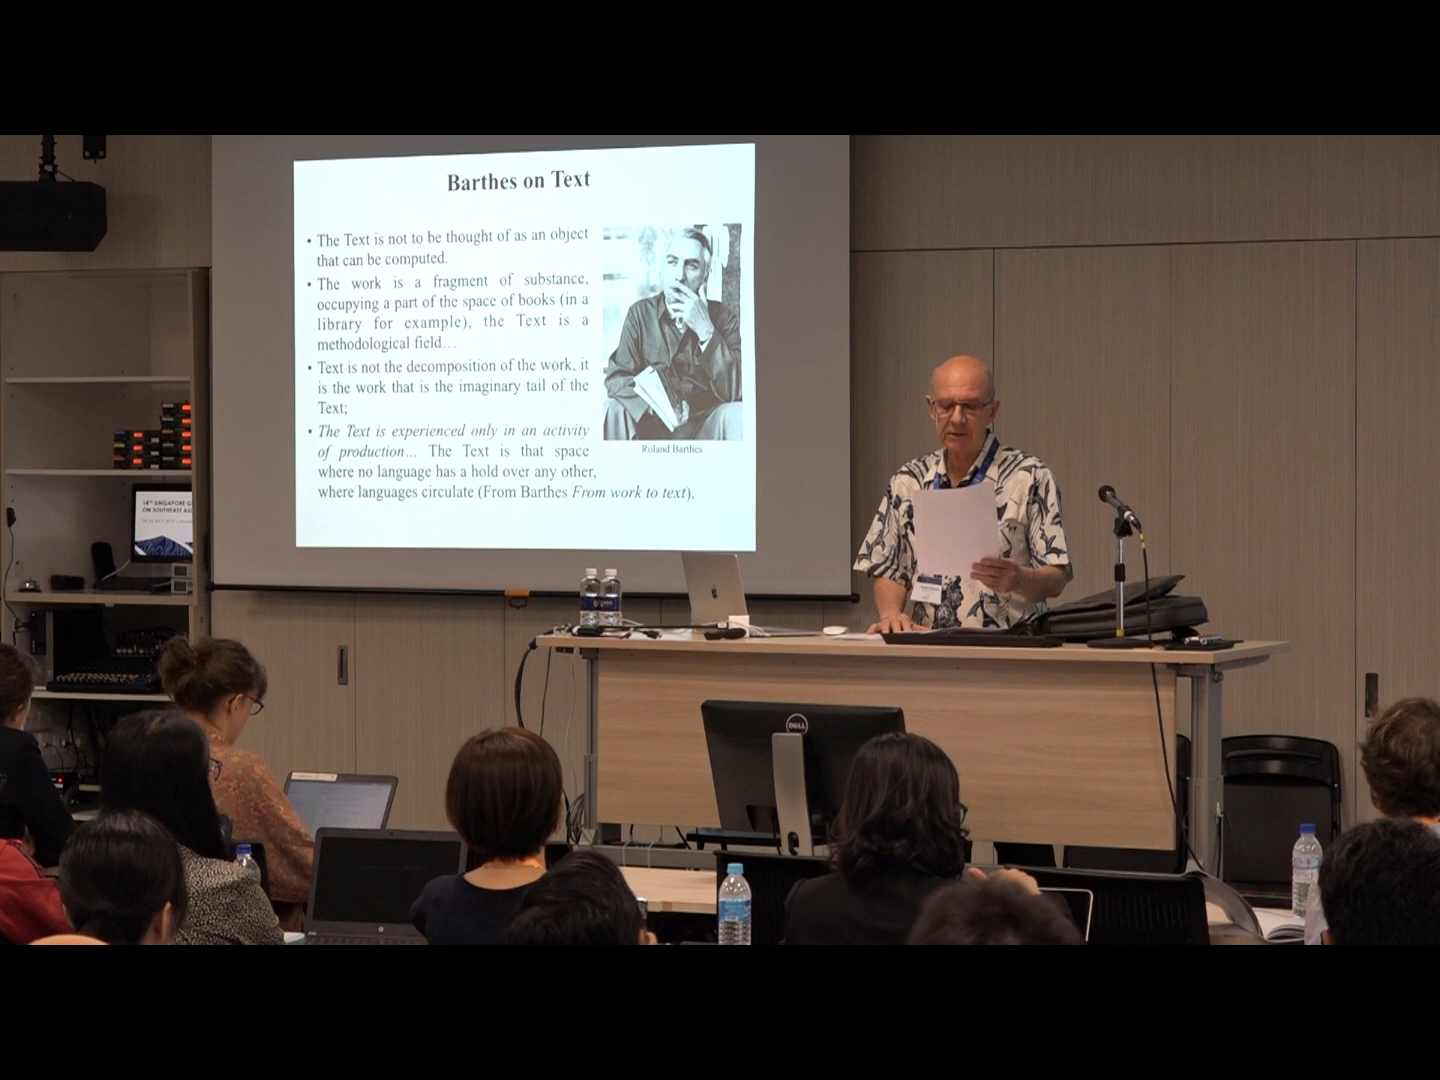 Barthes on Text
• The Text is not to be thought of as an object
that can be computed.
• The work is a fragment of substance,
occupying a part of the space of books (in a
library for example), the Text is a
methodological field...
• Text is not the decomposition of the work, it
is the work that is the imaginary tail of the
Text;
• The Text is experienced only in an activity
of production... The Text is that space
where no language has a hold over any other,
where languages circulate (From Barthes From work to text).
Roland Barthes
14TH SINGAPORE G
ON SOUTHEAST ASI
DELL